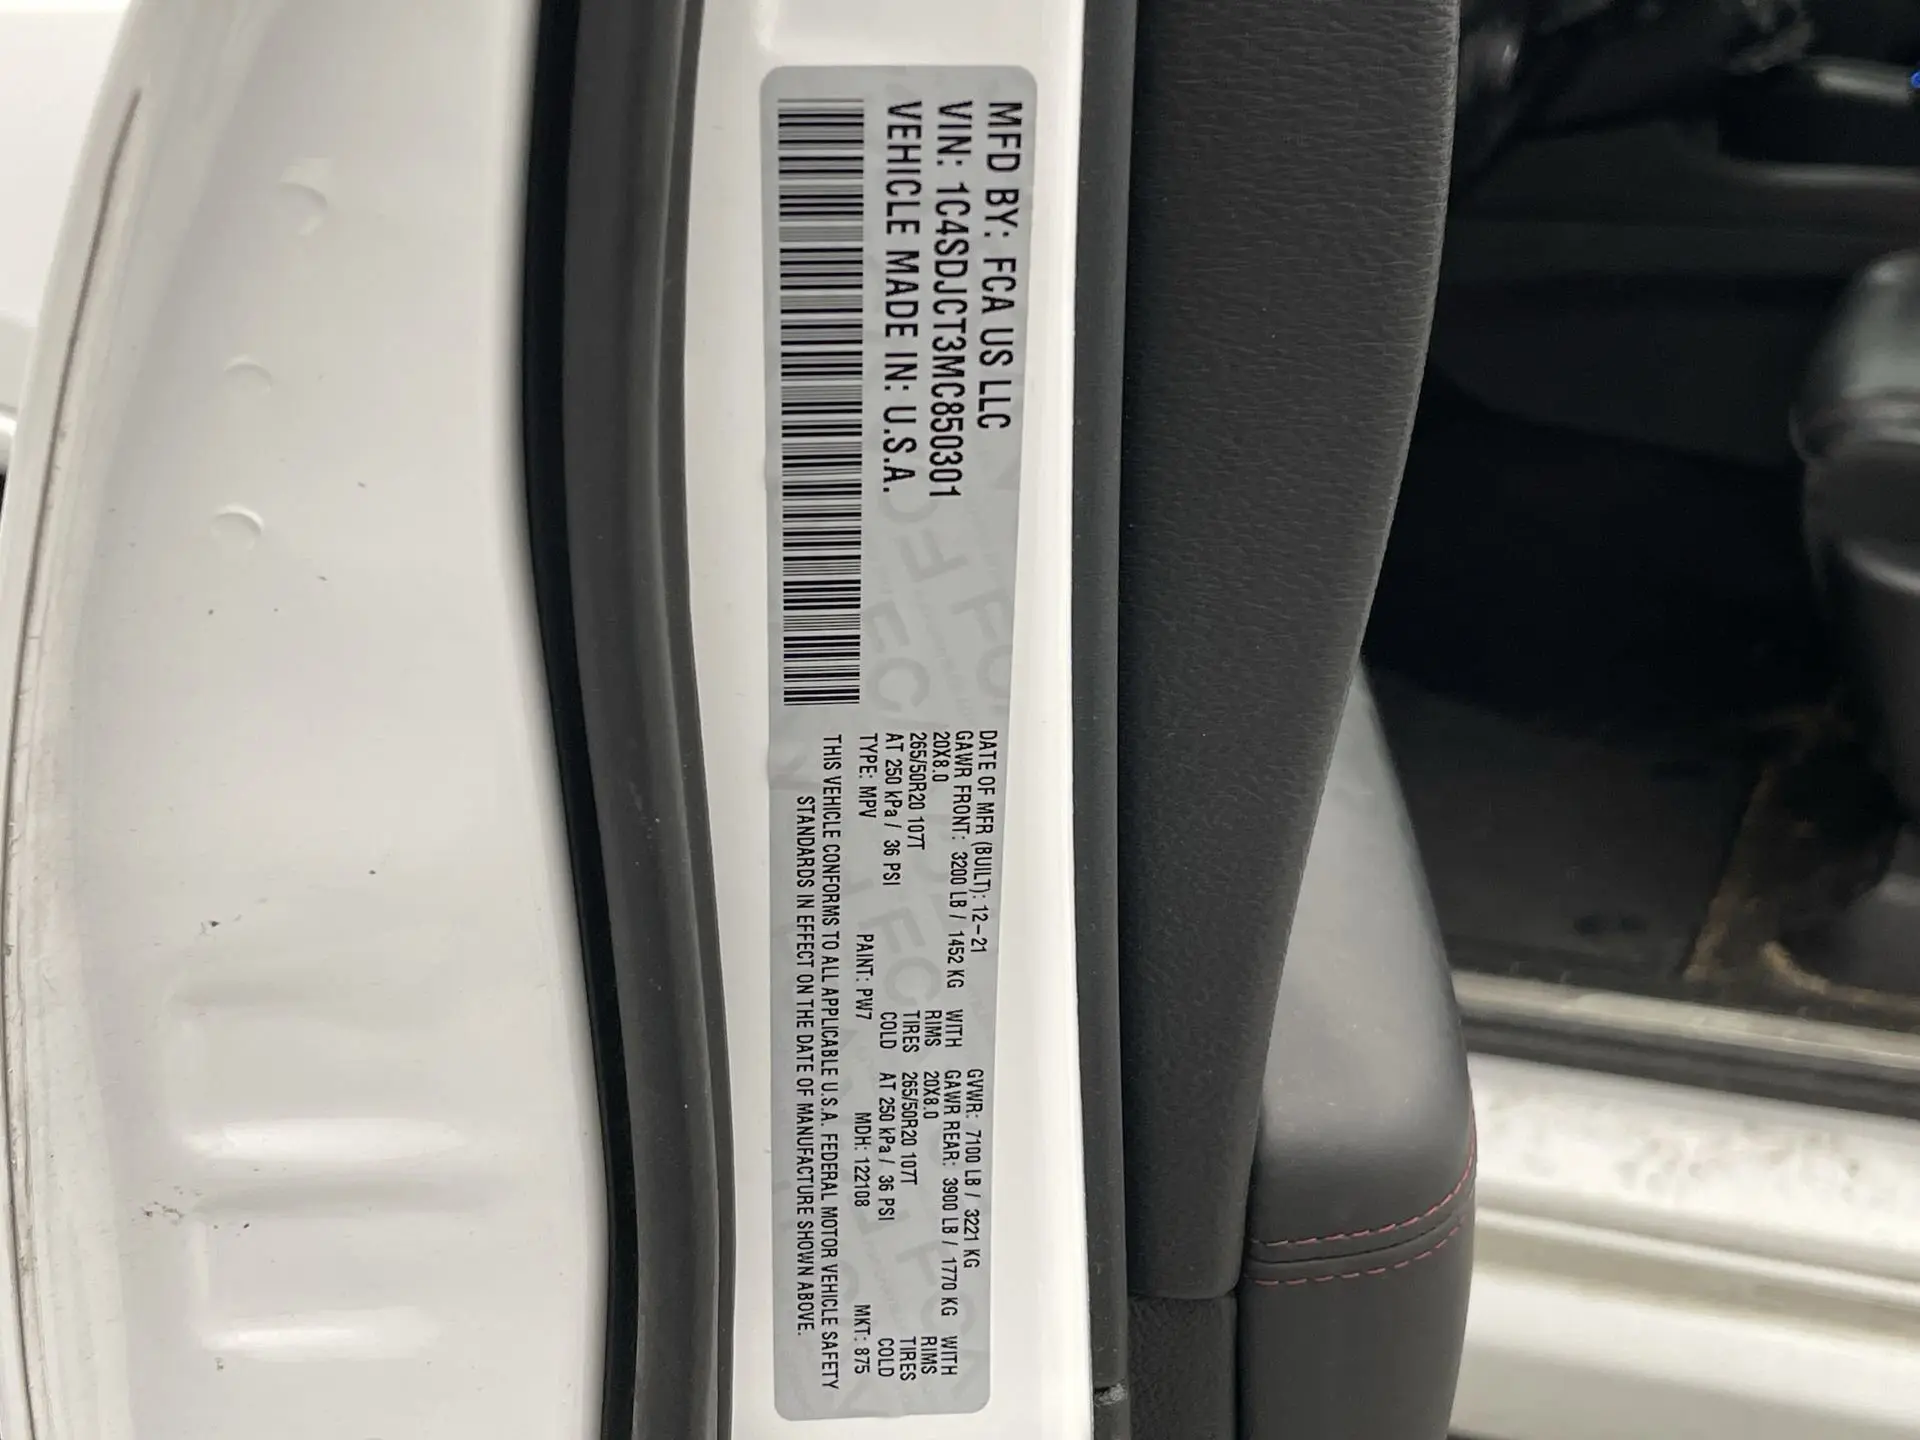 MFD BY: FCA US LLC
VIN: 1C4SDJCT3MC850301
VEHICLE MADE IN: U.S.A.
DATE OF MFR (BUILT): 12-21 GVWR: 7100 LB / 3221 KG
GAWR FRONT: 3200 LB / 1452 KG WITH GAWR REAR: 3900 LB / 1770 KG WITH
20X8.0 RIMS 20X8.0 RIMS
265/50R20 107T TIRES 265/50R20 107T TIRES
AT 250 kPa / 36 PSI COLD AT 250 kPa / 36 PSI COLD
TYPE: MPV PAINT: PW7 MDH: 122108 MKT: 875
THIS VEHICLE CONFORMS TO ALL APPLICABLE U.S.A. FEDERAL MOTOR VEHICLE SAFETY
STANDARDS IN EFFECT ON THE DATE OF MANUFACTURE SHOWN ABOVE.